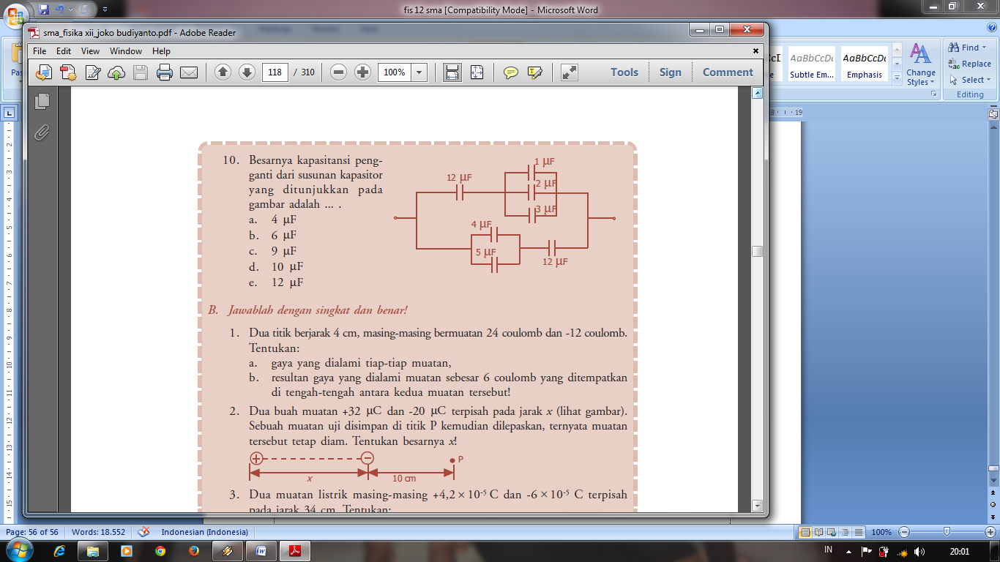 fis 12 sma [Compatibility Mode] - Microsoft Word
sma_fisika xii_joko budiyanto.pdf - Adobe Reader
File Edit View Window Help
118 / 310 100% Tools Sign Comment
AaBbCcDc AaBbCcDc
Subtle Em... Emphasis
Change Styles
Find
Replace
Select
Editing
10. Besarnya kapasitansi peng-
ganti dari susunan kapasitor
yang ditunjukkan pada
gambar adalah ... .
a. 4 µF
b. 6 µF
c. 9 µF
d. 10 µF
e. 12 µF
12 µF
1 µF
2 µF
3 µF
4 µF
5 µF
12 µF
B. Jawablah dengan singkat dan benar!
1. Dua titik berjarak 4 cm, masing-masing bermuatan 24 coulomb dan -12 coulomb.
Tentukan:
a. gaya yang dialami tiap-tiap muatan,
b. resultan gaya yang dialami muatan sebesar 6 coulomb yang ditempatkan
di tengah-tengah antara kedua muatan tersebut!
2. Dua buah muatan +32 µC dan -20 µC terpisah pada jarak x (lihat gambar).
Sebuah muatan uji disimpan di titik P kemudian dilepaskan, ternyata muatan
tersebut tetap diam. Tentukan besarnya x!
+ − P
x 10 cm
3. Dua muatan listrik masing-masing +4,2 × 10⁻⁵ C dan -6 × 10⁻⁵ C terpisah
pada jarak 34 cm. Tentukan:
Page: 56 of 56 Words: 18.552 Indonesian (Indonesia) 100%
IN 20:01